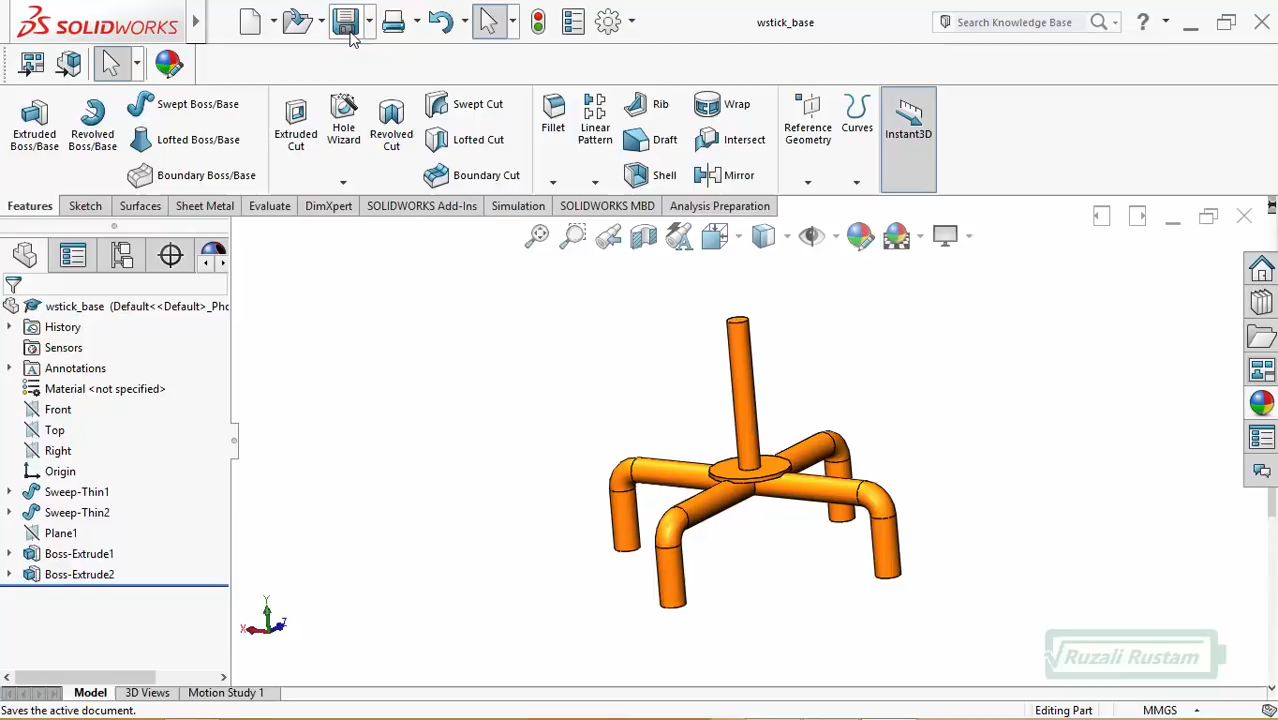 SOLIDWORKS
wstick_base
Search Knowledge Base
?
Extruded Boss/Base
Revolved Boss/Base
Swept Boss/Base
Lofted Boss/Base
Boundary Boss/Base
Extruded Cut
Hole Wizard
Revolved Cut
Swept Cut
Lofted Cut
Boundary Cut
Fillet
Linear Pattern
Rib
Draft
Shell
Wrap
Intersect
Mirror
Reference Geometry
Curves
Instant3D
Features Sketch Surfaces Sheet Metal Evaluate DimXpert SOLIDWORKS Add-Ins Simulation SOLIDWORKS MBD Analysis Preparation
wstick_base (Default<<Default>_Pho
History
Sensors
Annotations
Material <not specified>
Front
Top
Right
Origin
Sweep-Thin1
Sweep-Thin2
Plane1
Boss-Extrude1
Boss-Extrude2
Y
X
Z
Ruzali Rustam
Model 3D Views Motion Study 1
Saves the active document.
Editing Part
MMGS